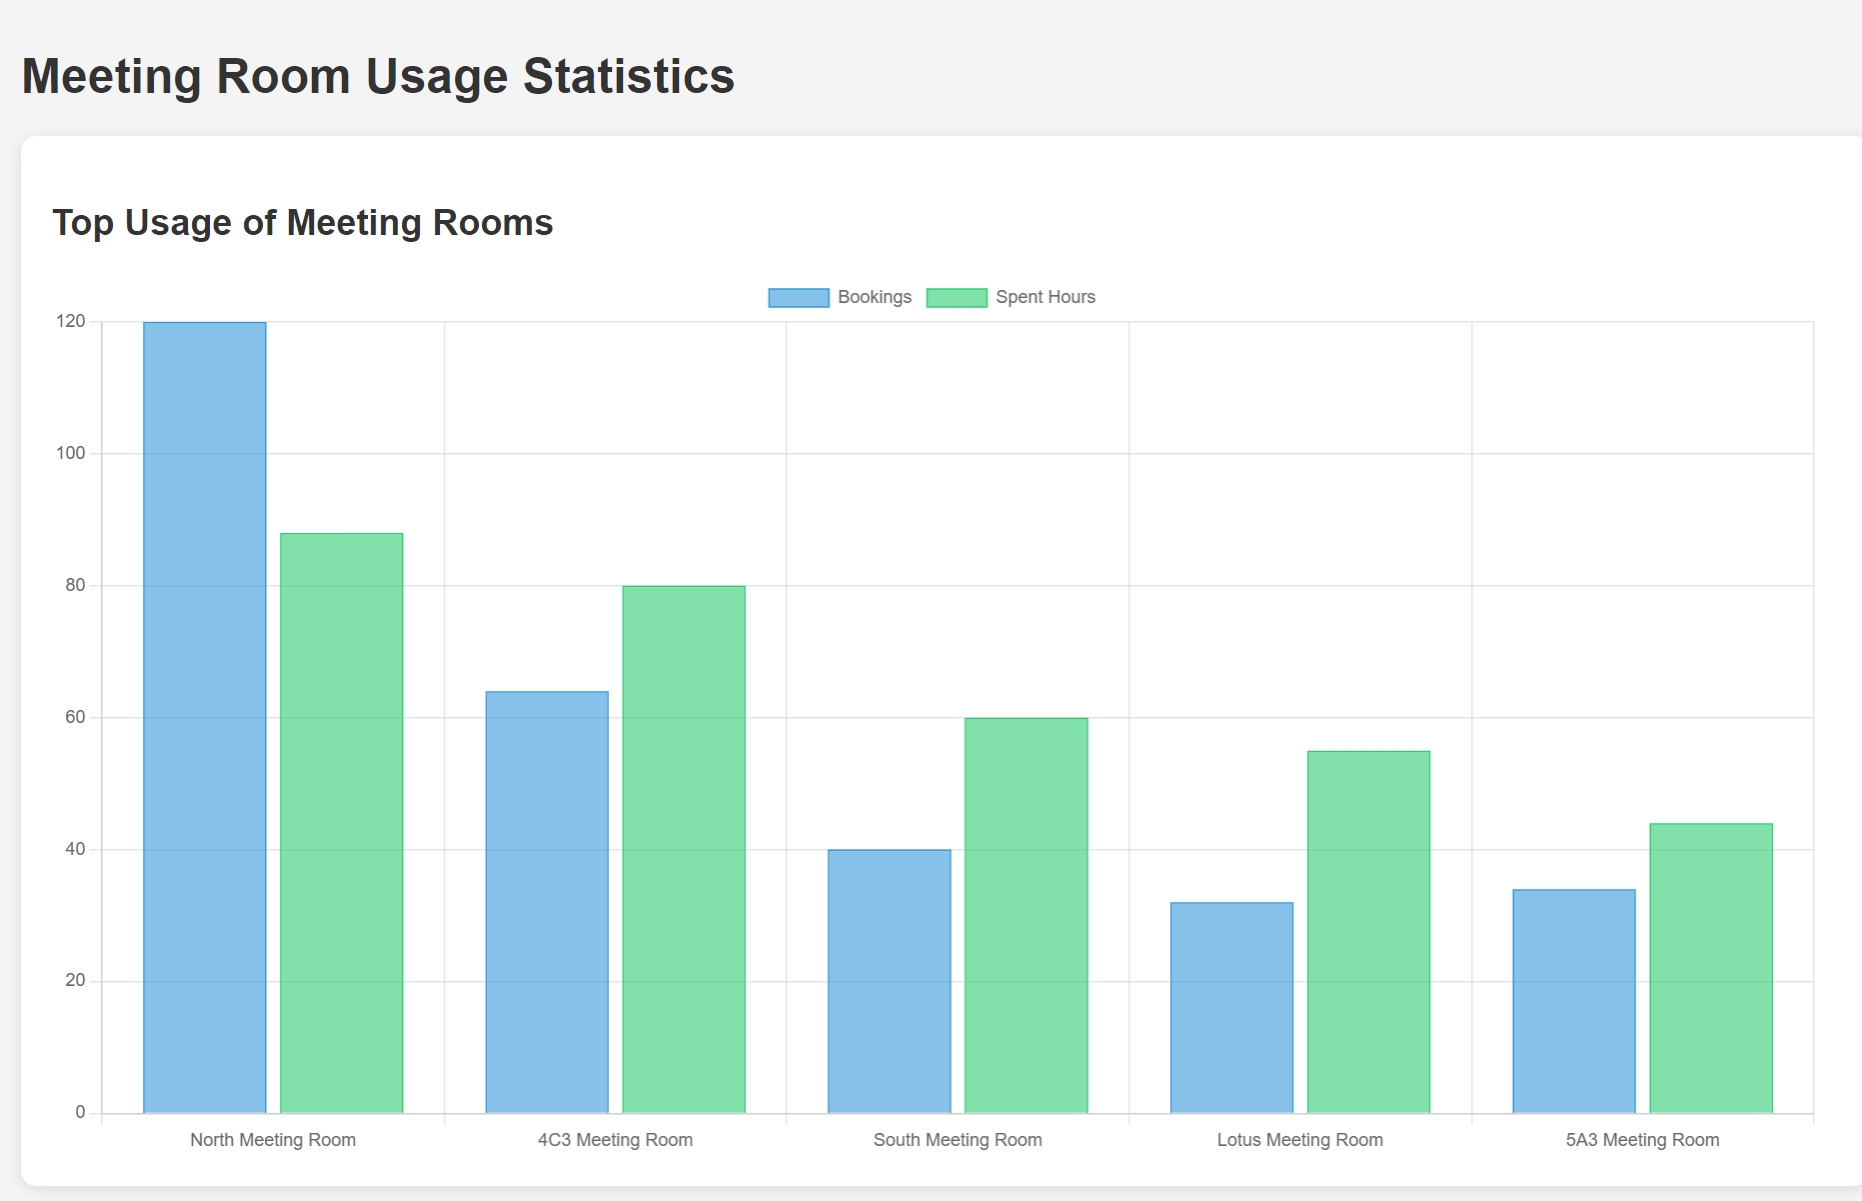 Meeting Room Usage Statistics
Top Usage of Meeting Rooms
Bookings Spent Hours
120
100
80
60
40
20
0
North Meeting Room 4C3 Meeting Room South Meeting Room Lotus Meeting Room 5A3 Meeting Room